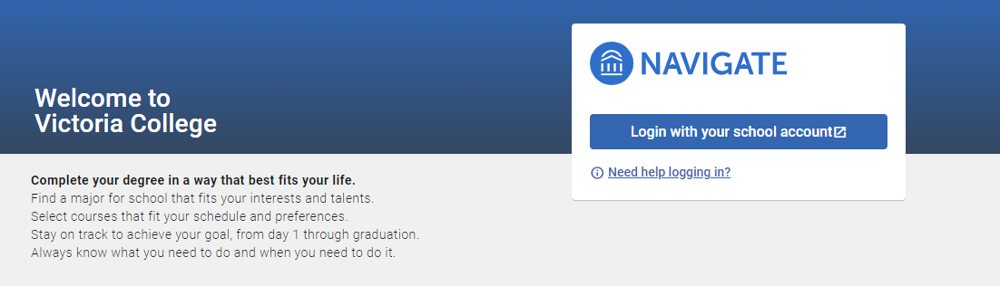 Welcome to
Victoria College
Complete your degree in a way that best fits your life.
Find a major for school that fits your interests and talents.
Select courses that fit your schedule and preferences.
Stay on track to achieve your goal, from day 1 through graduation.
Always know what you need to do and when you need to do it.
NAVIGATE
Login with your school account
Need help logging in?